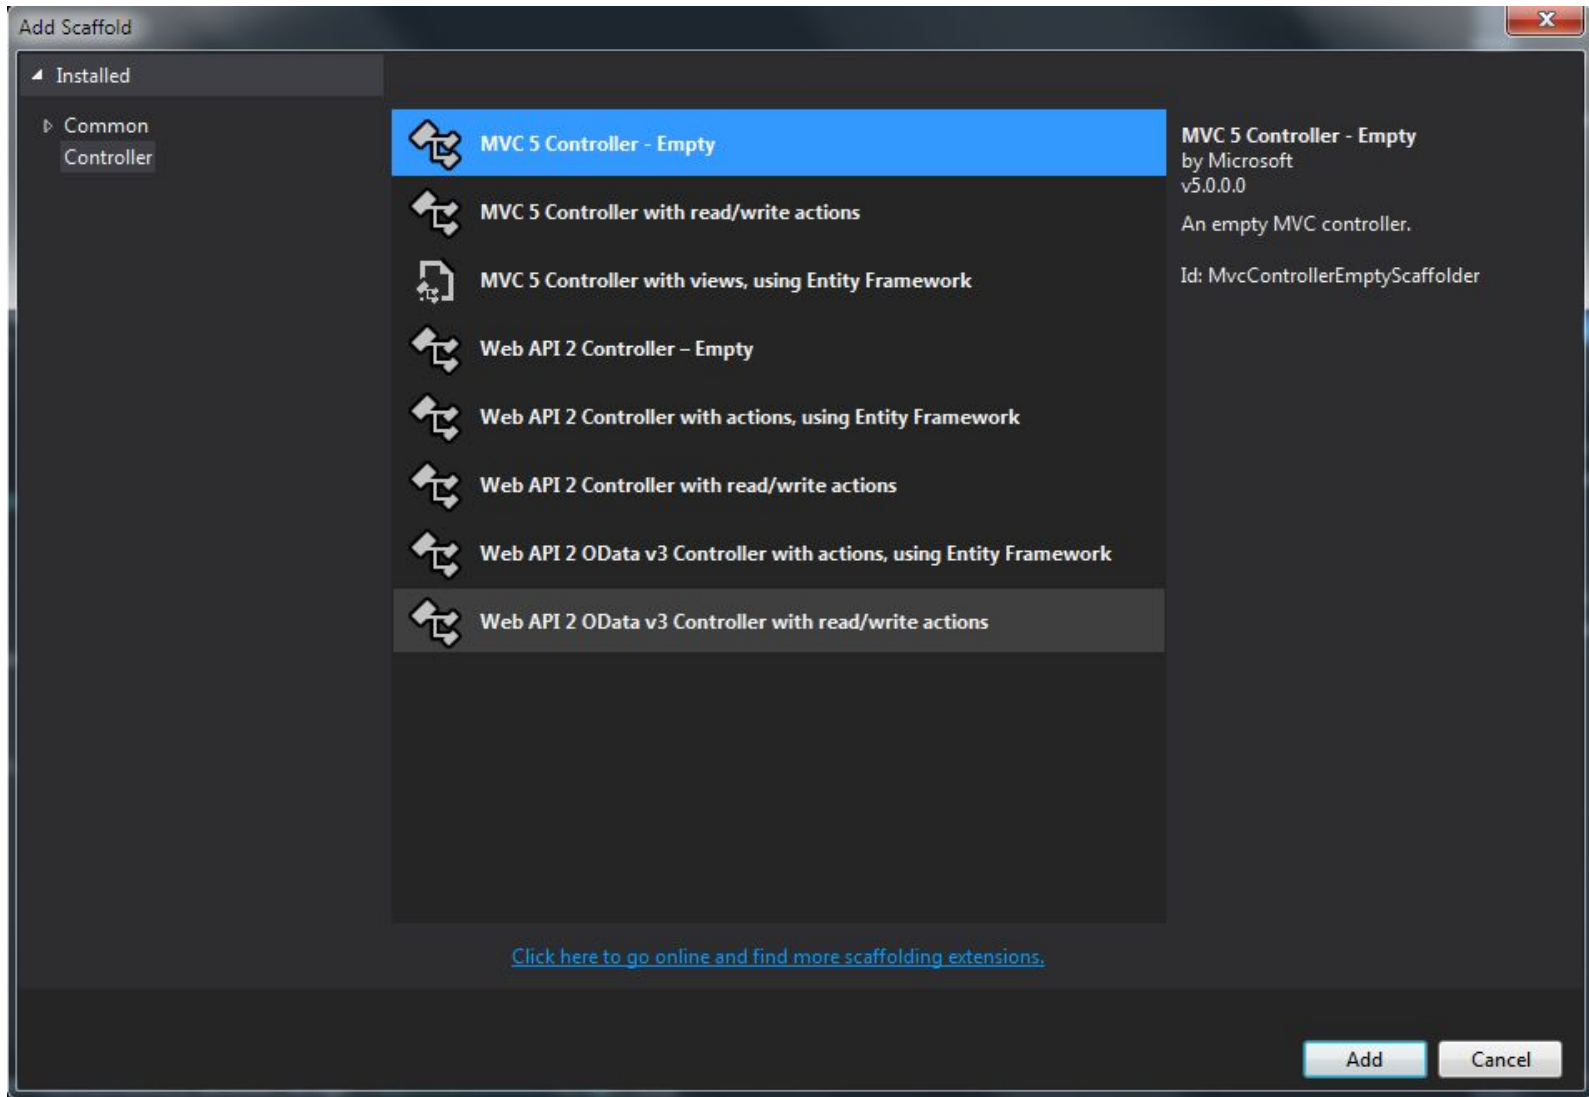 Add Scaffold
Installed
Common
Controller
MVC 5 Controller - Empty
MVC 5 Controller with read/write actions
MVC 5 Controller with views, using Entity Framework
Web API 2 Controller – Empty
Web API 2 Controller with actions, using Entity Framework
Web API 2 Controller with read/write actions
Web API 2 OData v3 Controller with actions, using Entity Framework
Web API 2 OData v3 Controller with read/write actions
Click here to go online and find more scaffolding extensions.
MVC 5 Controller - Empty
by Microsoft
v5.0.0.0
An empty MVC controller.
Id: MvcControllerEmptyScaffolder
Add
Cancel